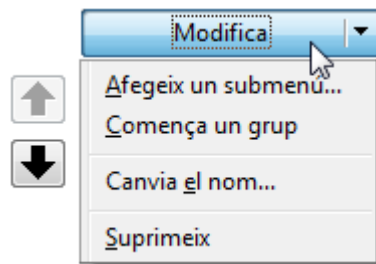 Modifica
Afegeix un submenú...
Comença un grup
Canvia el nom...
Suprimeix